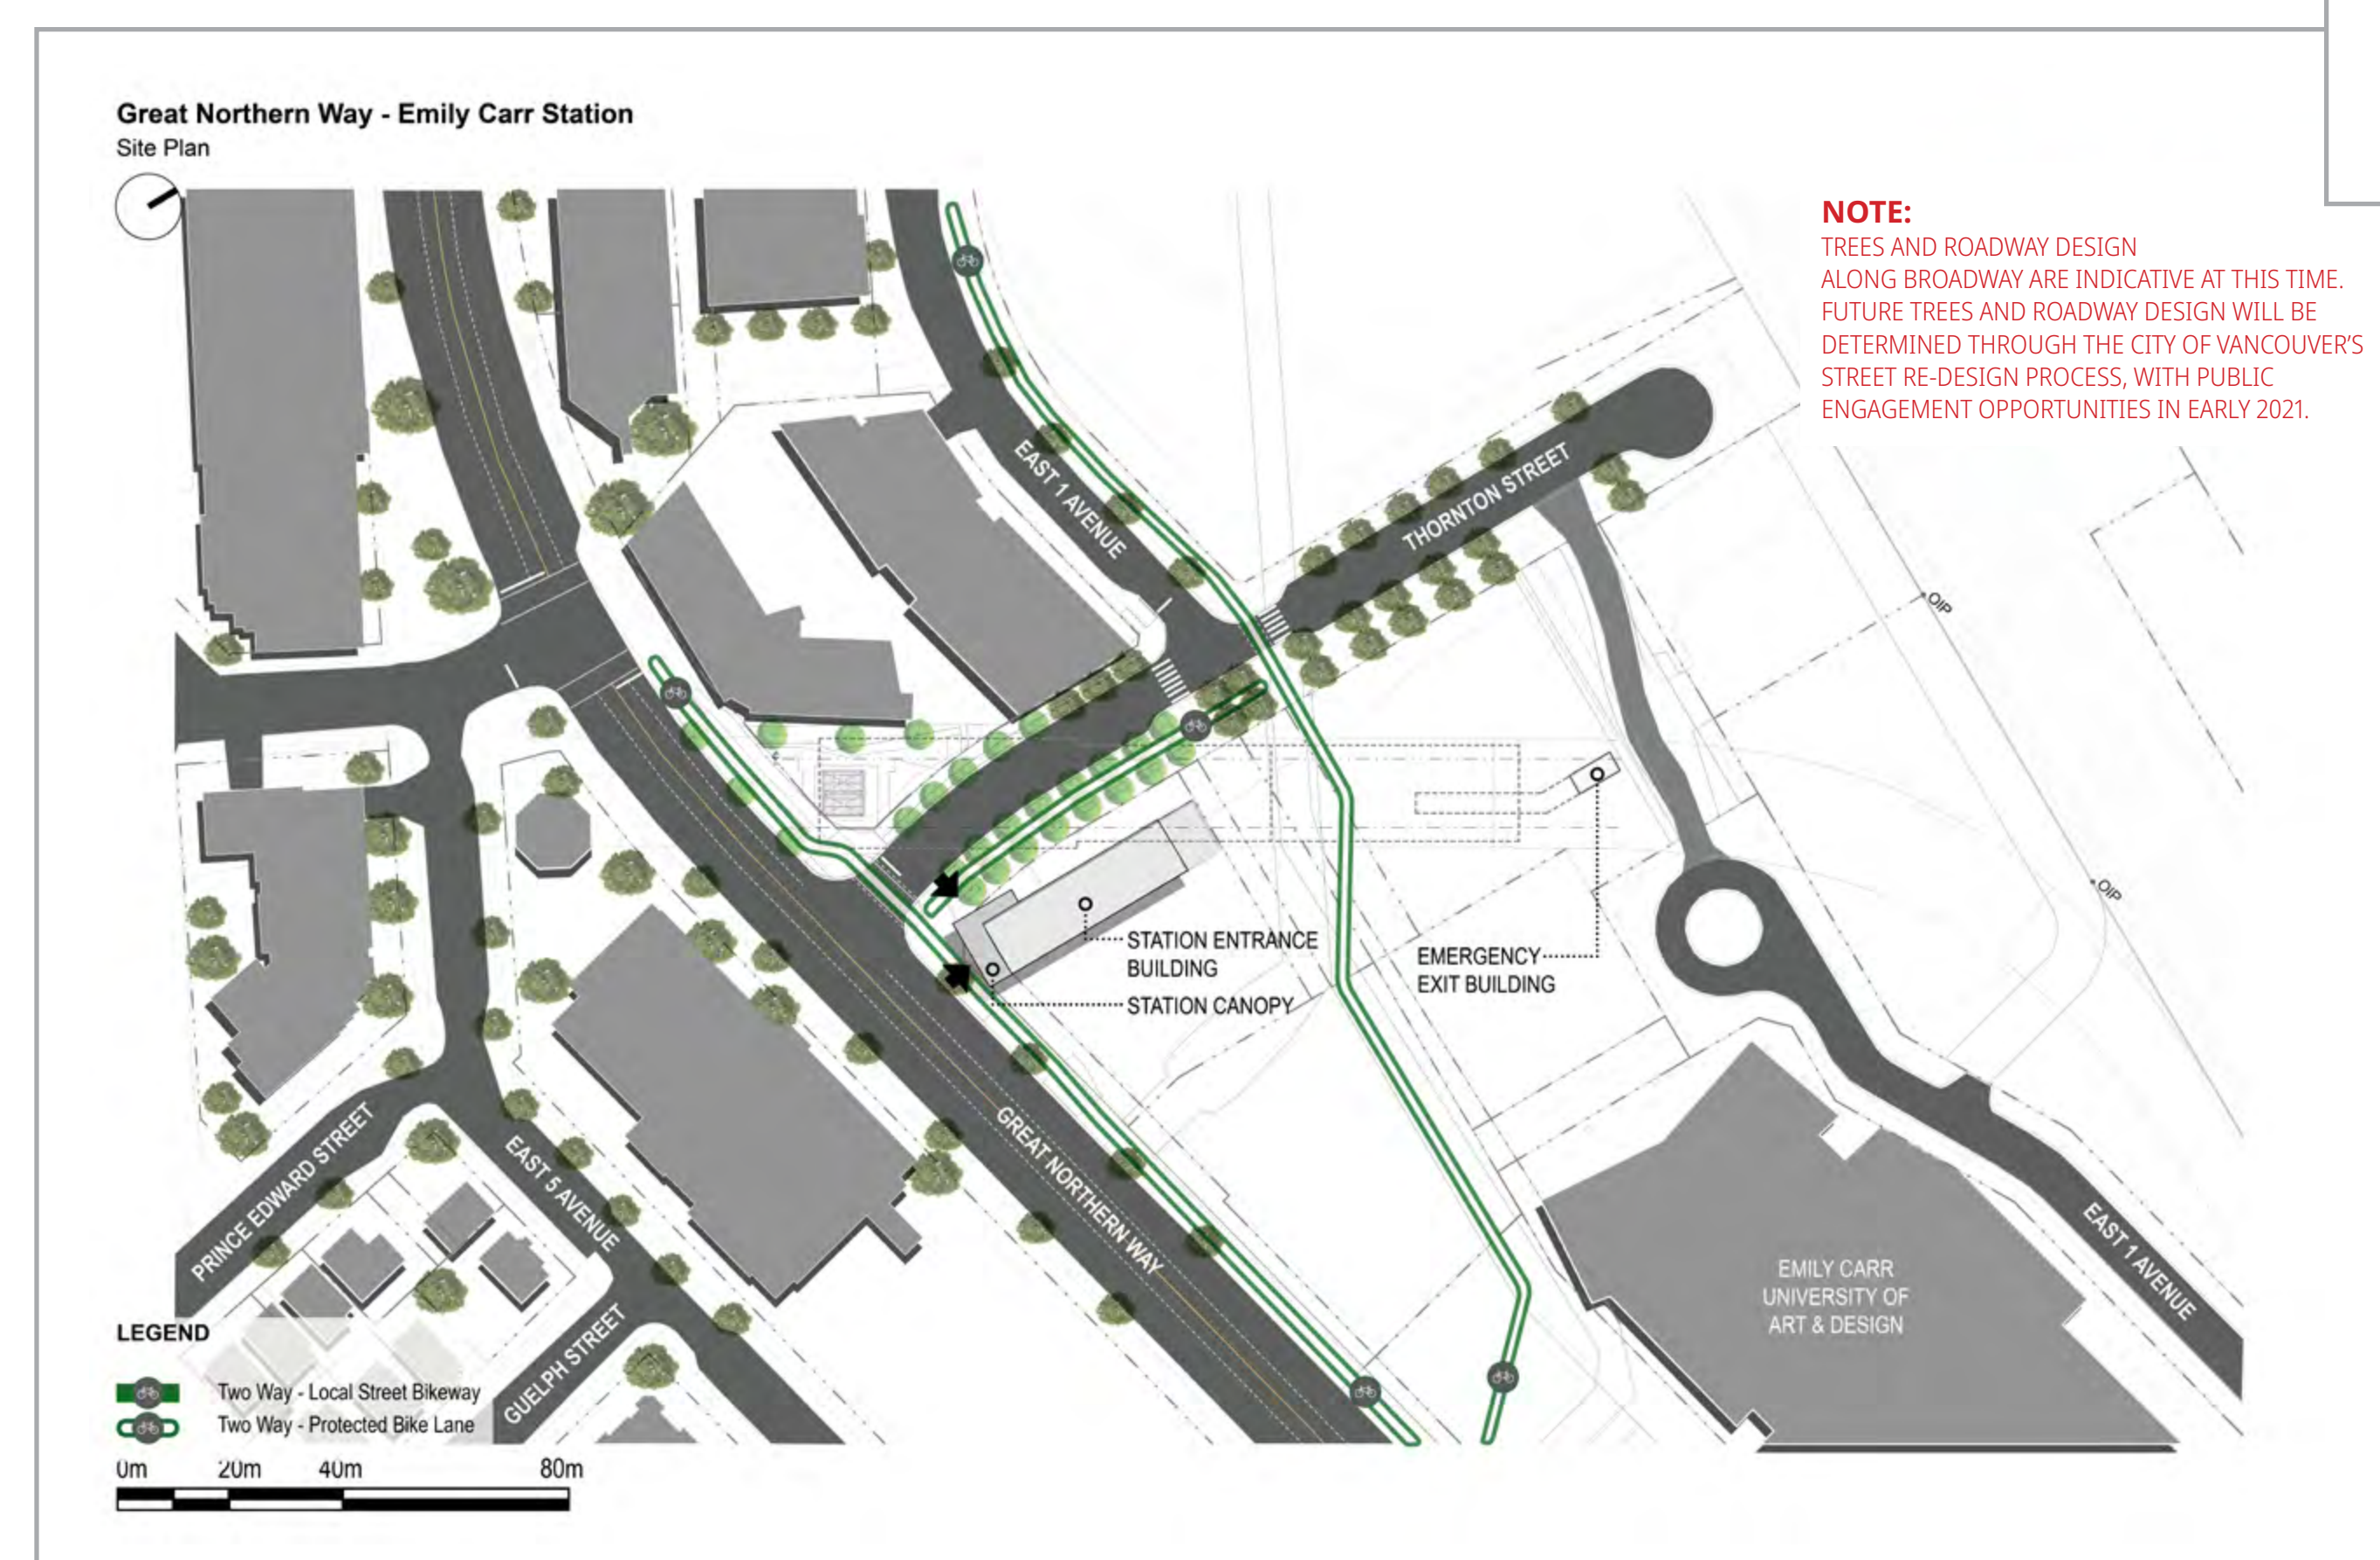 Great Northern Way - Emily Carr Station
Site Plan
NOTE:
TREES AND ROADWAY DESIGN
ALONG BROADWAY ARE INDICATIVE AT THIS TIME.
FUTURE TREES AND ROADWAY DESIGN WILL BE
DETERMINED THROUGH THE CITY OF VANCOUVER'S
STREET RE-DESIGN PROCESS, WITH PUBLIC
ENGAGEMENT OPPORTUNITIES IN EARLY 2021.
EAST 1 AVENUE
THORNTON STREET
OIP
OIP
STATION ENTRANCE
BUILDING
STATION CANOPY
EMERGENCY
EXIT BUILDING
GREAT NORTHERN WAY
PRINCE EDWARD STREET
EAST 5 AVENUE
GUELPH STREET
EMILY CARR
UNIVERSITY OF
ART & DESIGN
EAST 1 AVENUE
LEGEND
Two Way - Local Street Bikeway
Two Way - Protected Bike Lane
0m 20m 40m 80m